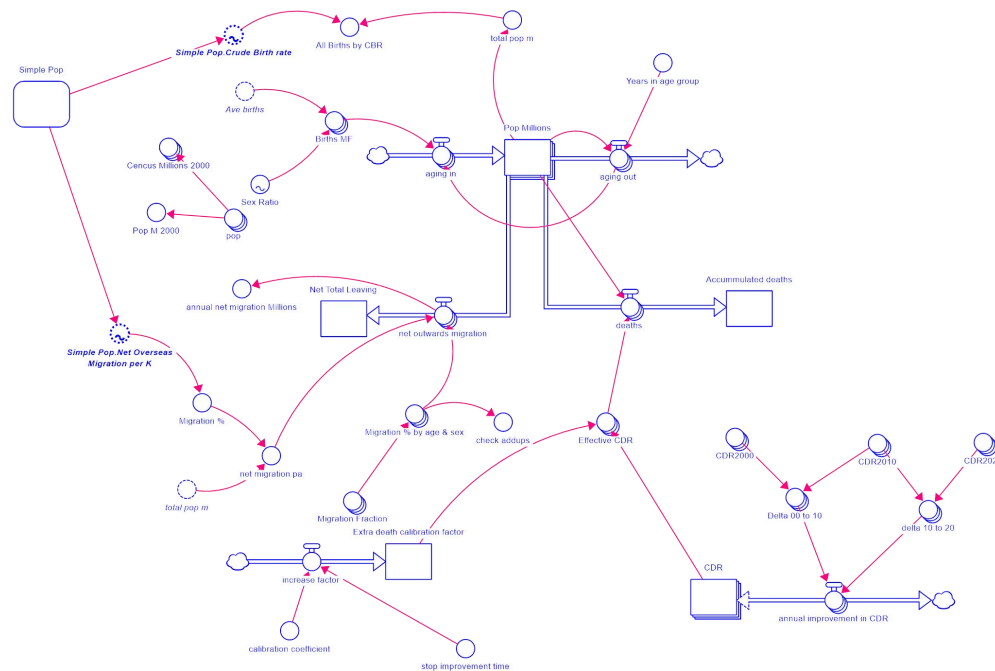 Simple Pop
Simple Pop.Crude Birth rate
All Births by CBR
total pop m
Years in age group
Ave births
Births MF
Pop Millions
aging in
aging out
Cencus Millions 2000
Sex Ratio
Pop M 2000
pop
annual net migration Millions
Net Total Leaving
net outwards migration
deaths
Accummulated deaths
Simple Pop.Net Overseas
Migration per K
Migration %
Migration % by age & sex
check addups
Effective CDR
CDR2000
CDR2010
CDR202
net migration pa
total pop m
Migration Fraction
Delta 00 to 10
delta 10 to 20
Extra death calibration factor
increase factor
CDR
annual improvement in CDR
calibration coefficient
stop improvement time